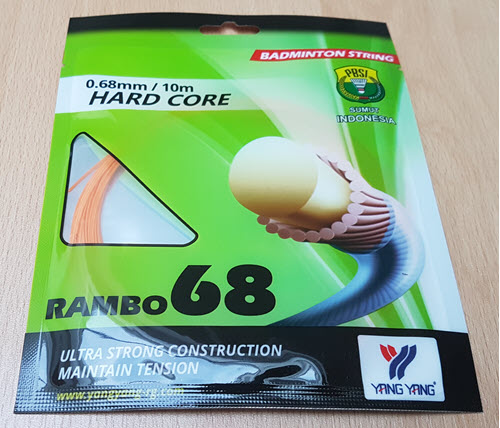 BADMINTON STRING
0.68mm / 10m
HARD CORE
PBSI
SUMUT
INDONESIA
RAMBO 68
ULTRA STRONG CONSTRUCTION
MAINTAIN TENSION
YANG YANG